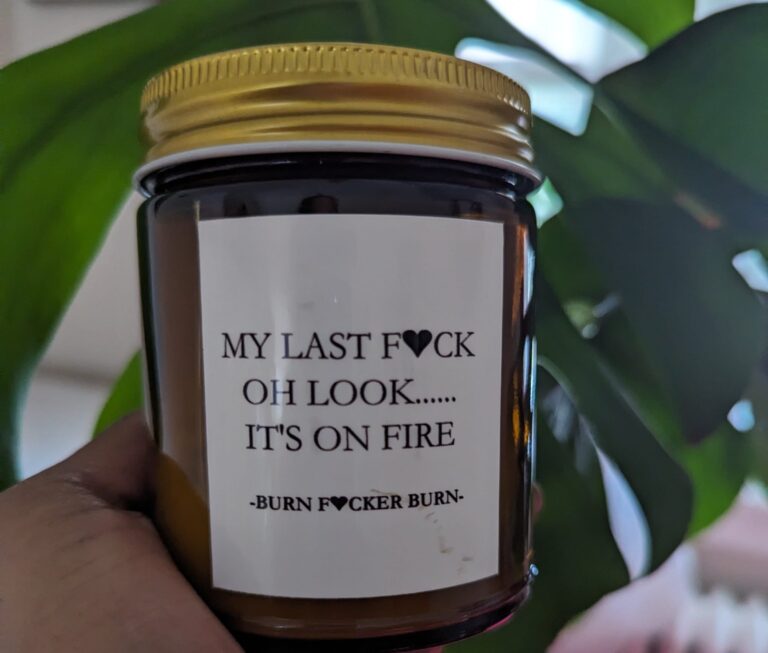 MY LAST F♥CK
OH LOOK......
IT'S ON FIRE
-BURN F♥CKER BURN-